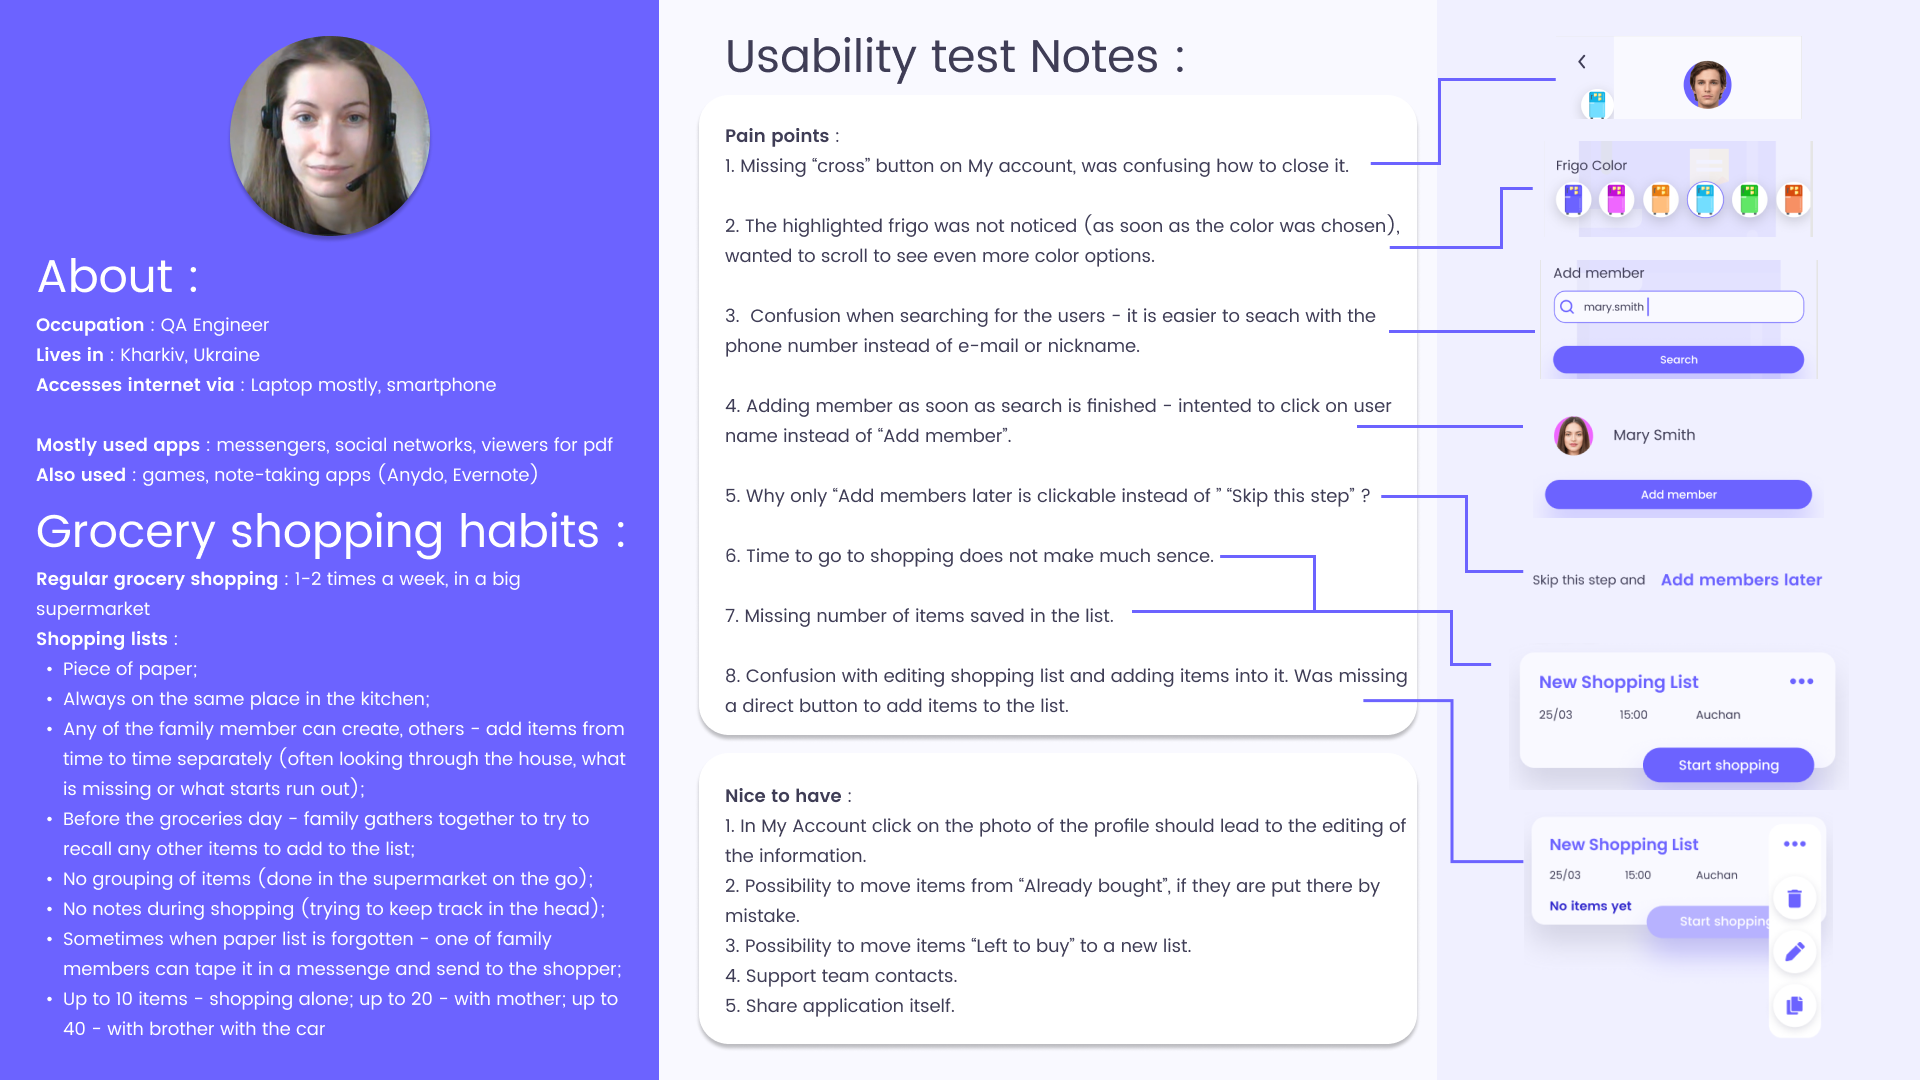 About :
Occupation : QA Engineer
Lives in : Kharkiv, Ukraine
Accesses internet via : Laptop mostly, smartphone
Mostly used apps : messengers, social networks, viewers for pdf
Also used : games, note-taking apps (Anydo, Evernote)
Grocery shopping habits :
Regular grocery shopping : 1-2 times a week, in a big
supermarket
Shopping lists :
• Piece of paper;
• Always on the same place in the kitchen;
• Any of the family member can create, others - add items from
time to time separately (often looking through the house, what
is missing or what starts run out);
• Before the groceries day - family gathers together to try to
recall any other items to add to the list;
• No grouping of items (done in the supermarket on the go);
• No notes during shopping (trying to keep track in the head);
• Sometimes when paper list is forgotten - one of family
members can tape it in a messenge and send to the shopper;
• Up to 10 items - shopping alone; up to 20 - with mother; up to
40 - with brother with the car
Usability test Notes :
Pain points :
1. Missing “cross” button on My account, was confusing how to close it.
2. The highlighted frigo was not noticed (as soon as the color was chosen),
wanted to scroll to see even more color options.
3.  Confusion when searching for the users - it is easier to seach with the
phone number instead of e-mail or nickname.
4. Adding member as soon as search is finished - intented to click on user
name instead of “Add member”.
5. Why only “Add members later is clickable instead of ” “Skip this step” ?
6. Time to go to shopping does not make much sence.
7. Missing number of items saved in the list.
8. Confusion with editing shopping list and adding items into it. Was missing
a direct button to add items to the list.
Nice to have :
1. In My Account click on the photo of the profile should lead to the editing of
the information.
2. Possibility to move items from “Already bought”, if they are put there by
mistake.
3. Possibility to move items “Left to buy” to a new list.
4. Support team contacts.
5. Share application itself.
Frigo Color
Add member
mary.smith
Search
Mary Smith
Add member
Skip this step and Add members later
New Shopping List
25/03 15:00 Auchan
Start shopping
New Shopping List
25/03 15:00 Auchan
No items yet
Start shopping